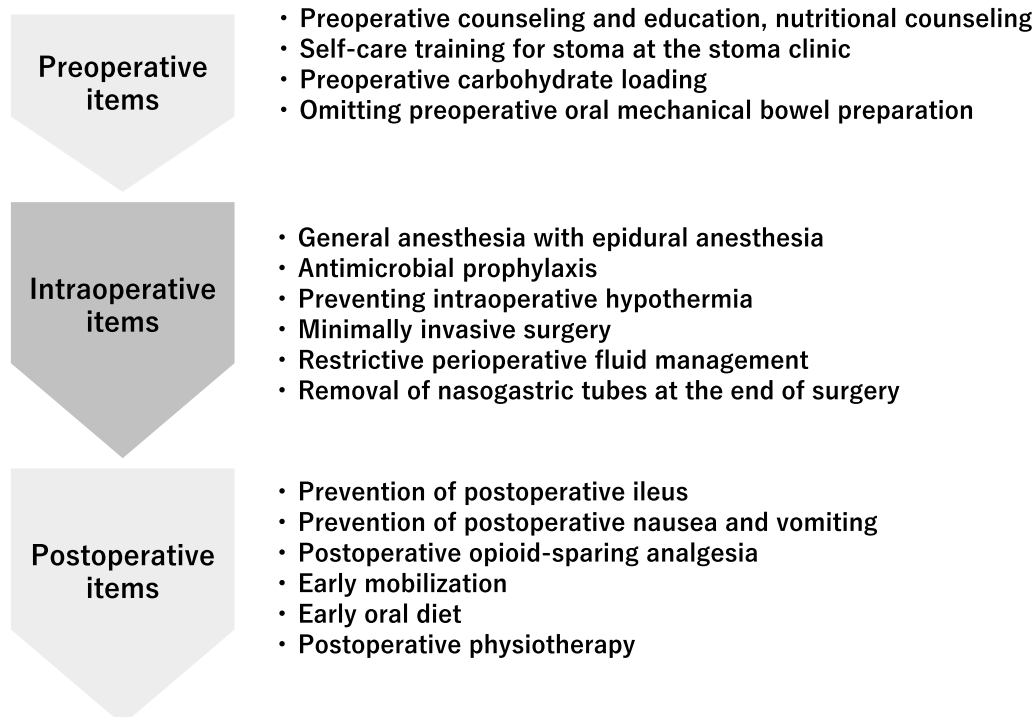 Preoperative
items
・ Preoperative counseling and education, nutritional counseling
・ Self-care training for stoma at the stoma clinic
・ Preoperative carbohydrate loading
・ Omitting preoperative oral mechanical bowel preparation
Intraoperative
items
・ General anesthesia with epidural anesthesia
・ Antimicrobial prophylaxis
・ Preventing intraoperative hypothermia
・ Minimally invasive surgery
・ Restrictive perioperative fluid management
・ Removal of nasogastric tubes at the end of surgery
Postoperative
items
・ Prevention of postoperative ileus
・ Prevention of postoperative nausea and vomiting
・ Postoperative opioid-sparing analgesia
・ Early mobilization
・ Early oral diet
・ Postoperative physiotherapy